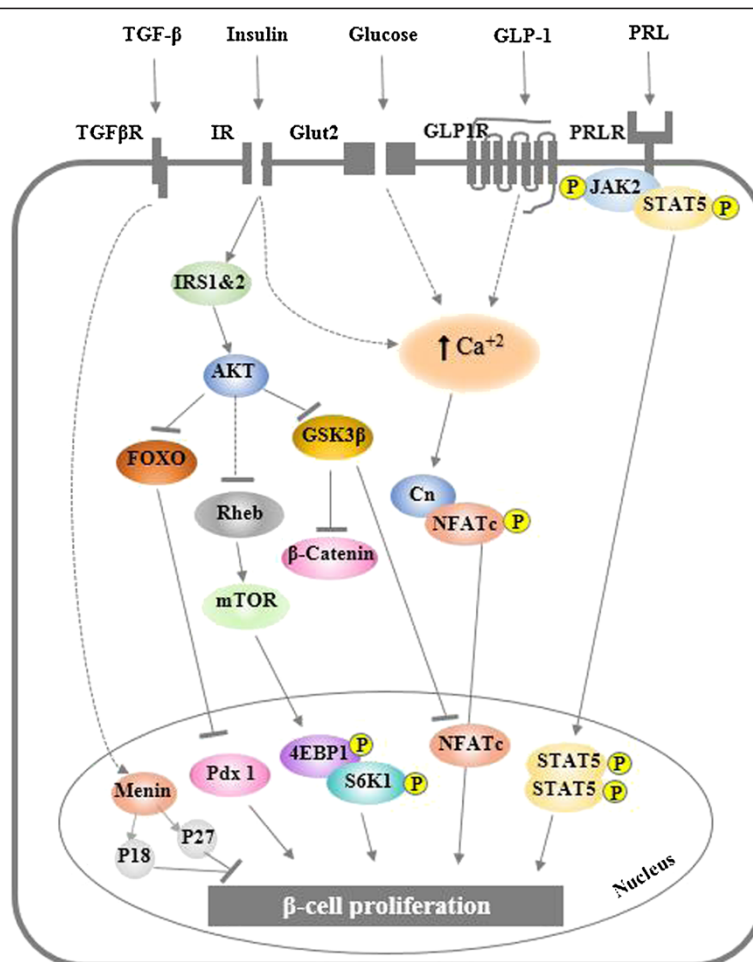 TGF-β Insulin Glucose GLP-1 PRL
TGFβR IR Glut2 GLP1R PRLR
P JAK2
STAT5 P
IRS1&2
↑ Ca+2
AKT
GSK3β
FOXO
Cn
Rheb
NFATc P
β-Catenin
mTOR
4EBP1 P
NFATc
STAT5 P
Pdx 1
S6K1 P
STAT5 P
Menin
P27
P18
Nucleus
β-cell proliferation